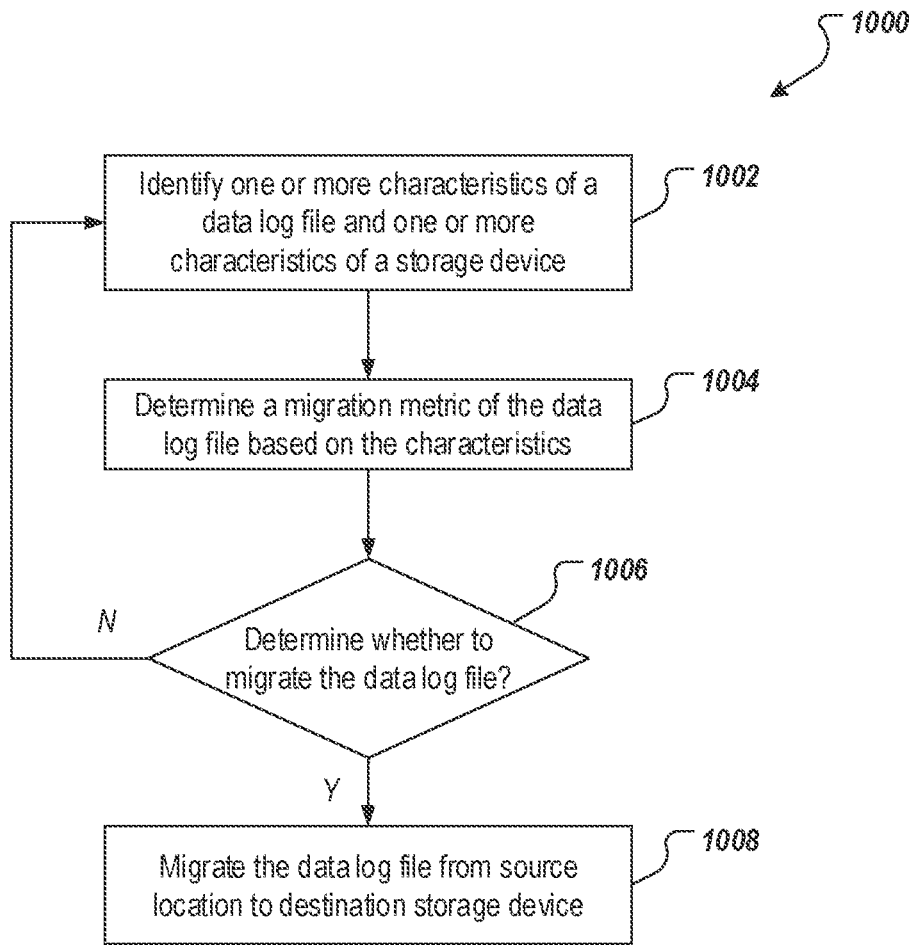 1000
Identify one or more characteristics of a
data log file and one or more
characteristics of a storage device
1002
Determine a migration metric of the data
log file based on the characteristics
1004
1006
N
Determine whether to
migrate the data log file?
Y
Migrate the data log file from source
location to destination storage device
1008